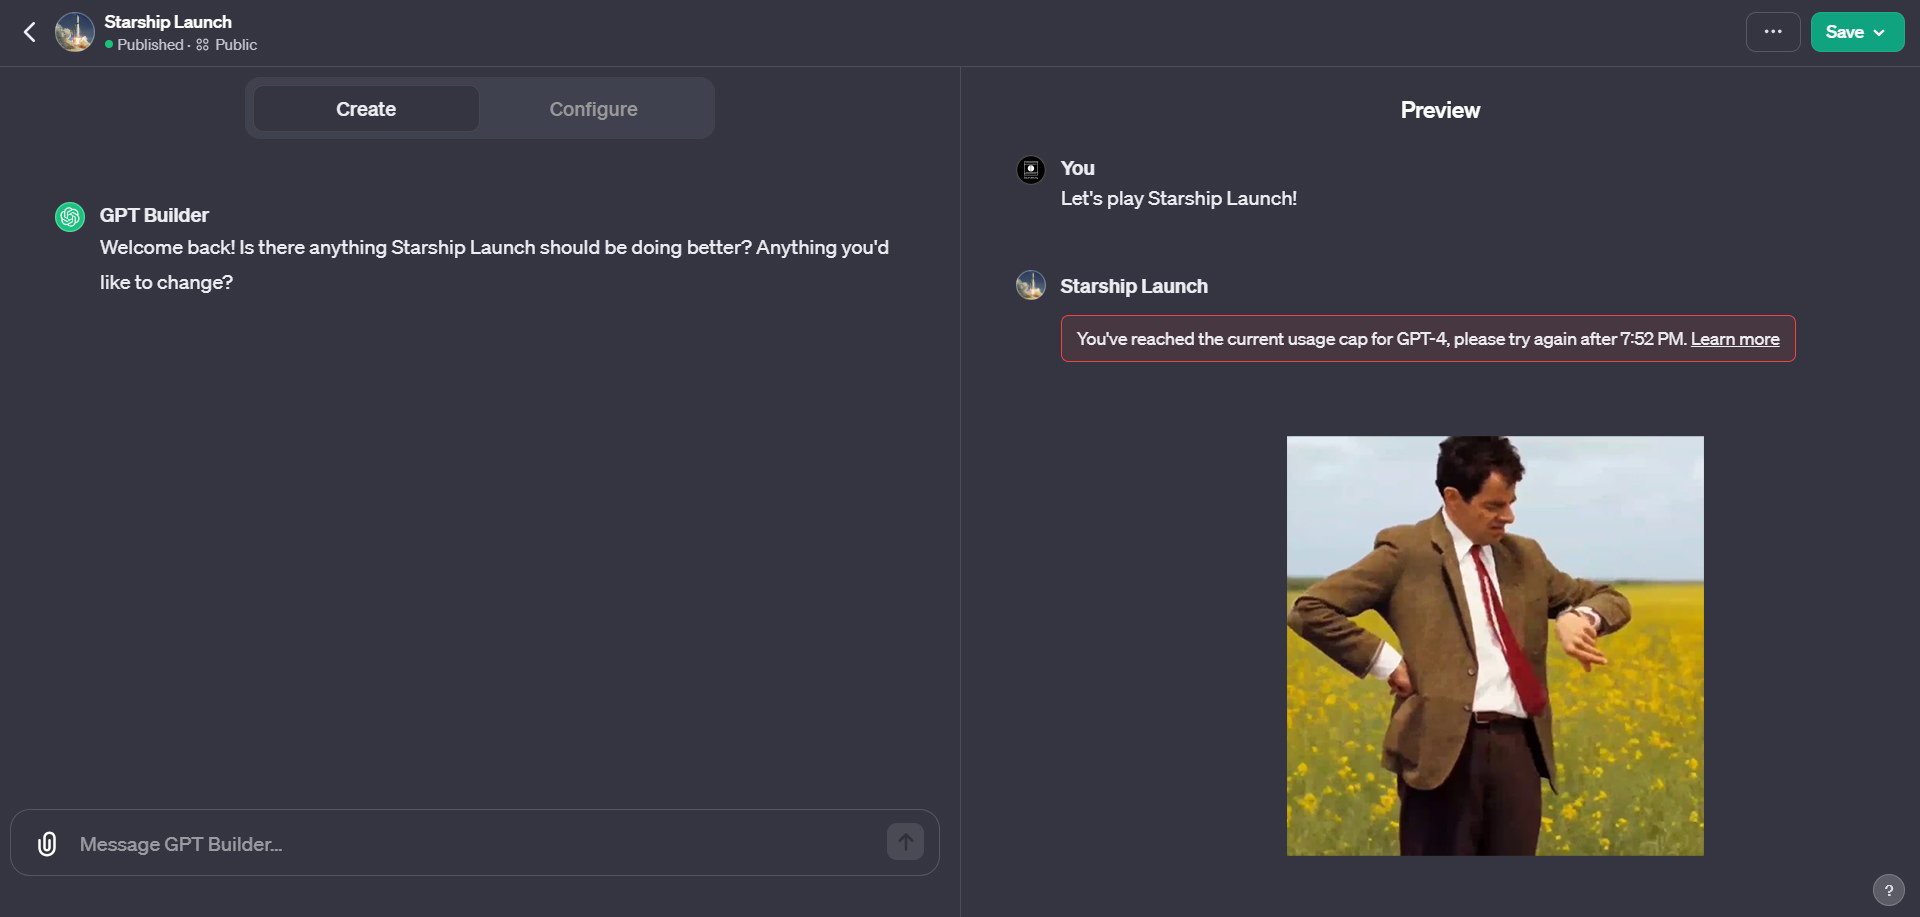 Starship Launch
Published · Public
Save
Create
Configure
Preview
GPT Builder
Welcome back! Is there anything Starship Launch should be doing better? Anything you'd
like to change?
Message GPT Builder...
You
Let's play Starship Launch!
Starship Launch
You've reached the current usage cap for GPT-4, please try again after 7:52 PM. Learn more
?